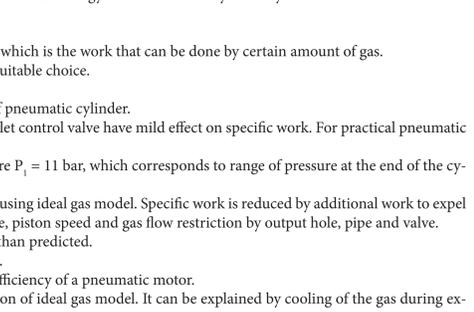 which is the work that can be done by certain amount of gas.
uitable choice.
f pneumatic cylinder.
let control valve have mild effect on specific work. For practical pneumatic
re P1 = 11 bar, which corresponds to range of pressure at the end of the cy-
using ideal gas model. Specific work is reduced by additional work to expel
e, piston speed and gas flow restriction by output hole, pipe and valve.
than predicted.
.
fficiency of a pneumatic motor.
on of ideal gas model. It can be explained by cooling of the gas during ex-